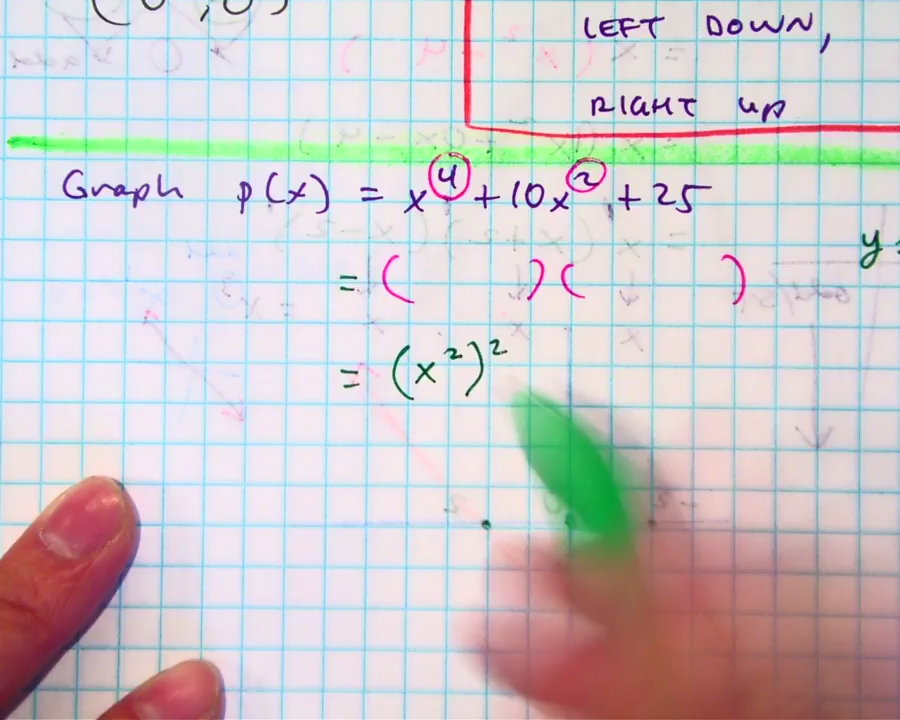 LEFT DOWN,
RIGHT UP
Graph p(x) = x⁴ + 10x² + 25
= (    ) (    )
y =
= (x²)²